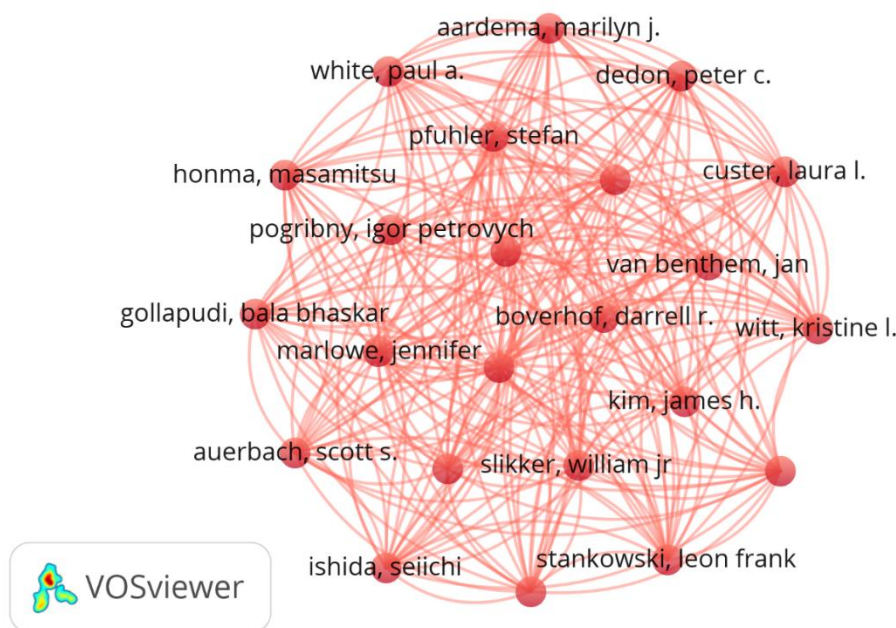 aardema, marilyn j.
white, paul a.
dedon, peter c.
pfuhler, stefan
honma, masamitsu
custer, laura l.
pogribny, igor petrovych
van benthem, jan
gollapudi, bala bhaskar
boverhof, darrell r.
witt, kristine l.
marlowe, jennifer
kim, james h.
auerbach, scott s.
slikker, william jr
stankowski, leon frank
ishida, seiichi
VOSviewer